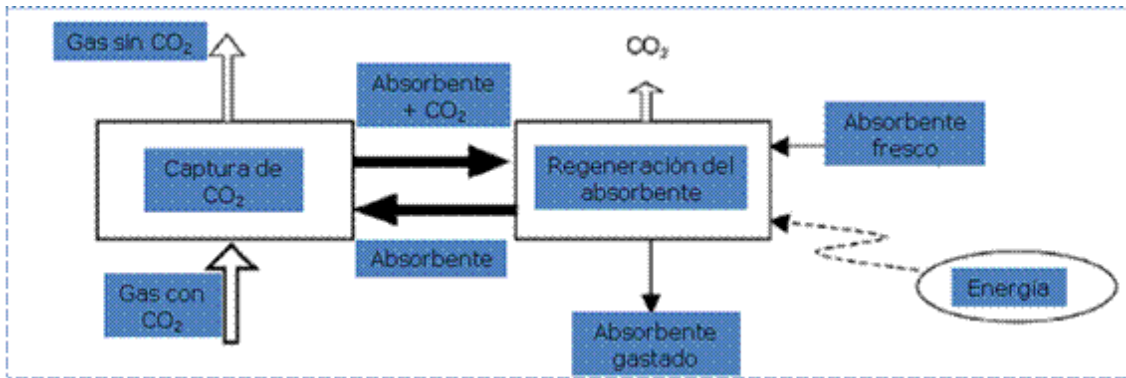 Gas sin CO₂
CO₂
Absorbente
+ CO₂
Absorbente
fresco
Captura de
CO₂
Regeneración del
absorbente
Absorbente
Gas con
CO₂
Energía
Absorbente
gastado